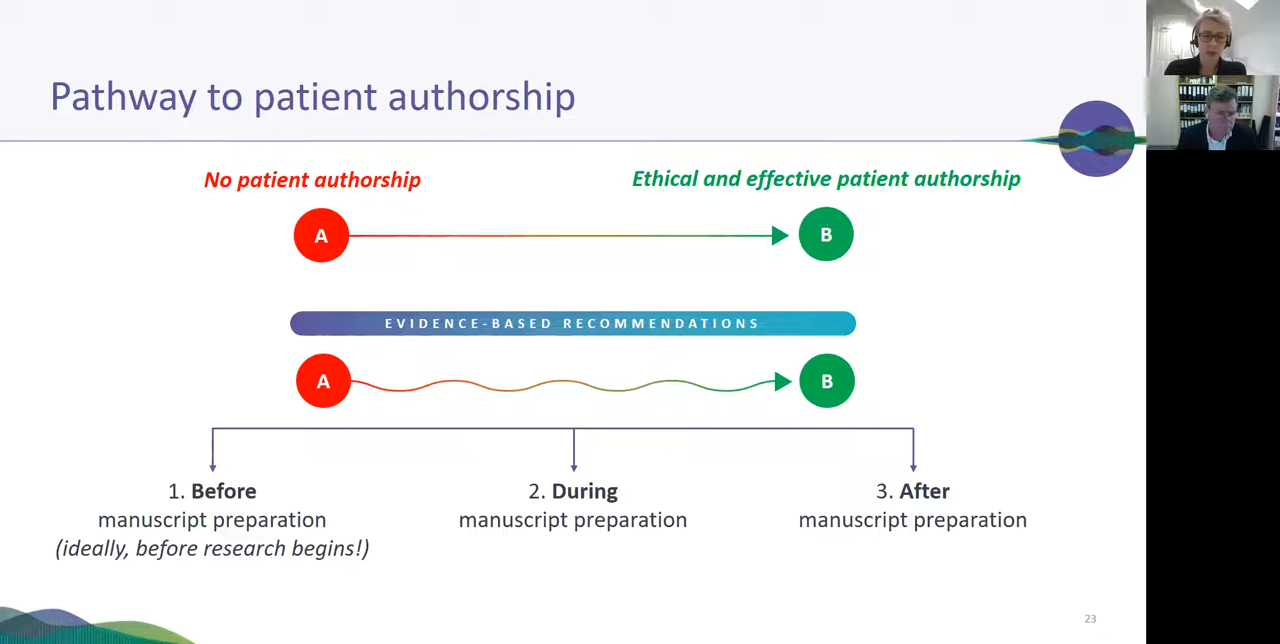 Pathway to patient authorship
No patient authorship
Ethical and effective patient authorship
A
B
EVIDENCE-BASED RECOMMENDATIONS
A
B
1. Before
manuscript preparation
(ideally, before research begins!)
2. During
manuscript preparation
3. After
manuscript preparation
23